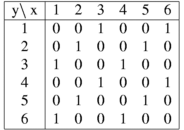 y\ x 1 2 3 4 5 6
1 0 0 1 0 0 1
2 0 1 0 0 1 0
3 1 0 0 1 0 0
4 0 0 1 0 0 1
5 0 1 0 0 1 0
6 1 0 0 1 0 0